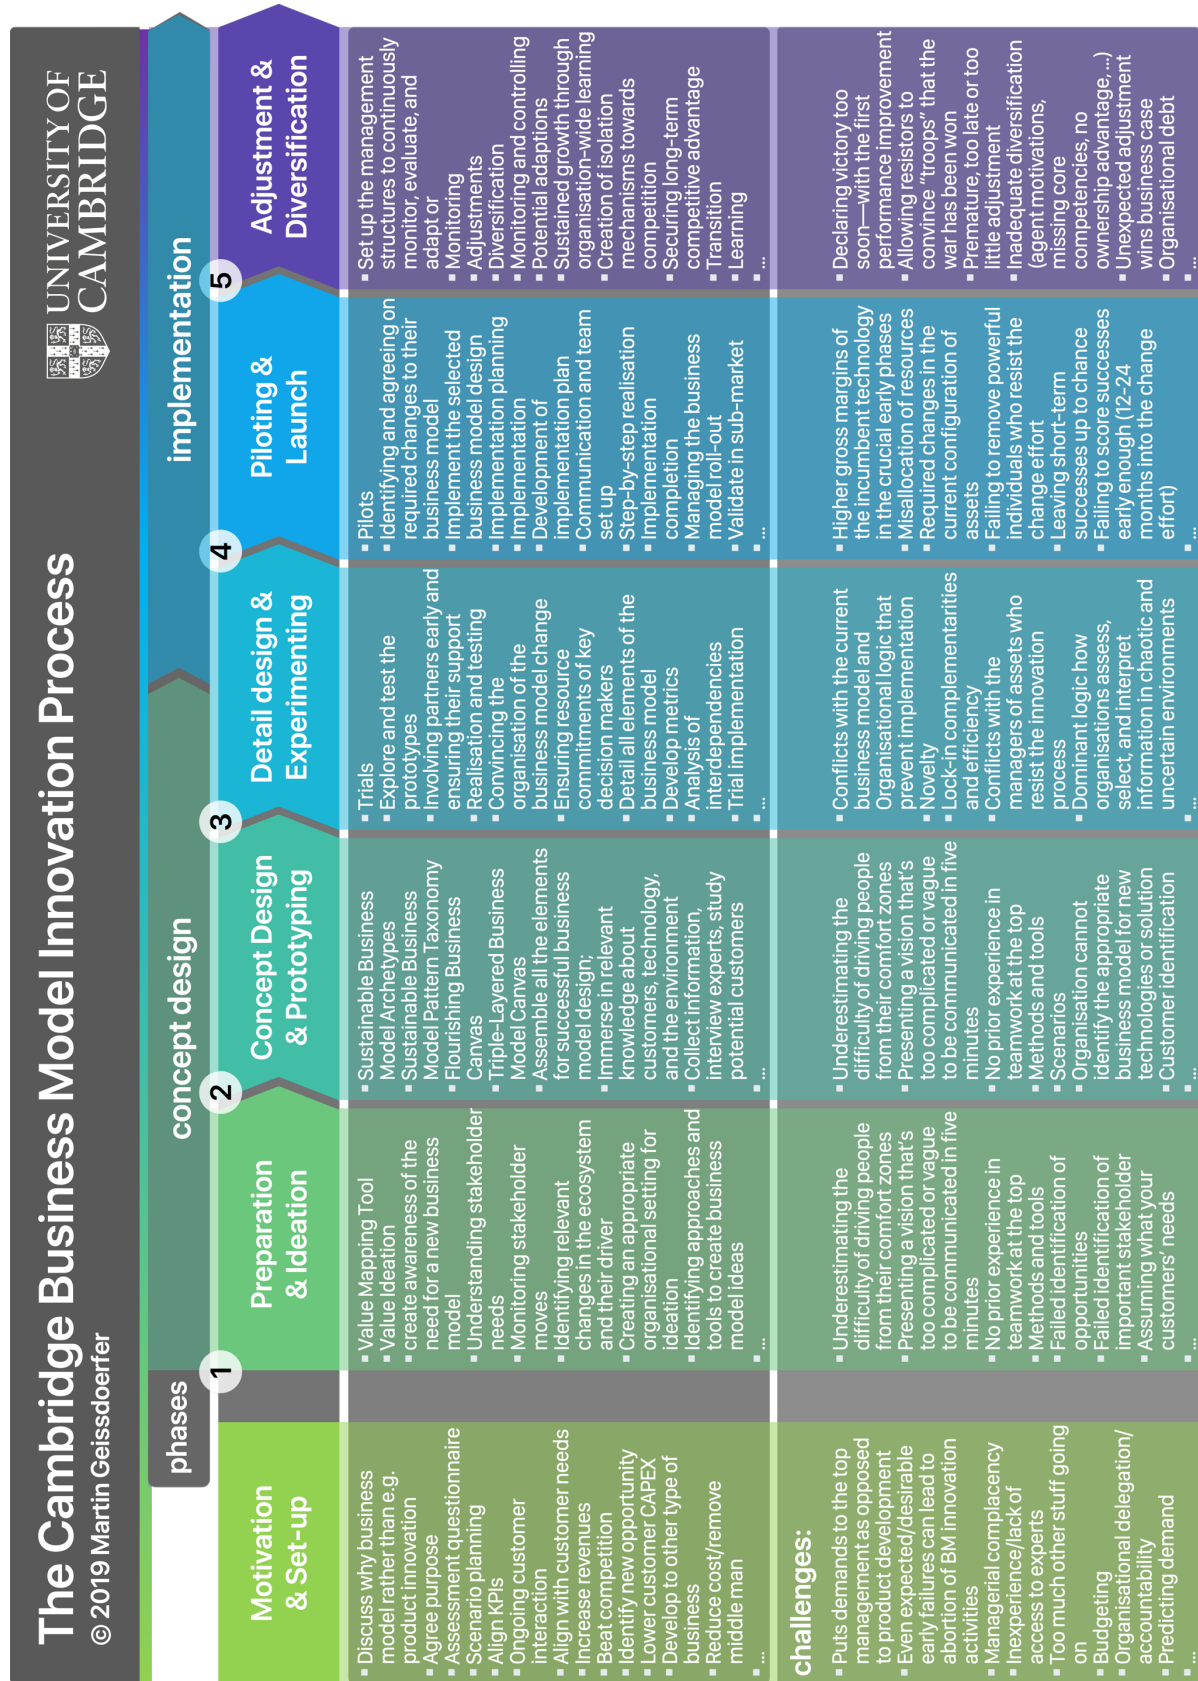 The Cambridge Business Model Innovation Process
© 2019 Martin Geissdoerfer
UNIVERSITY OF
CAMBRIDGE
phases
concept design
implementation
1
2
3
4
5
Motivation
& Set-up
Preparation
& Ideation
Concept Design
& Prototyping
Detail design &
Experimenting
Piloting &
Launch
Adjustment &
Diversification
▪ Discuss why business
model rather than e.g.
product innovation
▪ Agree purpose
▪ Assessment questionnaire
▪ Scenario planning
▪ Align KPIs
▪ Ongoing customer
interaction
▪ Align with customer needs
▪ Increase revenues
▪ Beat competition
▪ Identify new opportunity
▪ Lower customer CAPEX
▪ Develop to other type of
business
▪ Reduce cost/remove
middle man
▪ ...
▪ Value Mapping Tool
▪ Value Ideation
▪ create awareness of the
need for a new business
model
▪ Understanding stakeholder
needs
▪ Monitoring stakeholder
moves
▪ Identifying relevant
changes in the ecosystem
and their driver
▪ Creating an appropriate
organisational setting for
ideation
▪ Identifying approaches and
tools to create business
model ideas
▪ ...
▪ Sustainable Business
Model Archetypes
▪ Sustainable Business
Model Pattern Taxonomy
▪ Flourishing Business
Canvas
▪ Triple-Layered Business
Model Canvas
▪ Assemble all the elements
for successful business
model design;
▪ Immerse in relevant
knowledge about
customers, technology,
and the environment
▪ Collect information,
interview experts, study
potential customers
▪ ...
▪ Trials
▪ Explore and test the
prototypes
▪ Involving partners early and
ensuring their support
▪ Realisation and testing
▪ Convincing the
organisation of the
business model change
▪ Ensuring resource
commitments of key
decision makers
▪ Detail all elements of the
business model
▪ Develop metrics
▪ Analysis of
interdependencies
▪ Trial implementation
▪ ...
▪ Pilots
▪ Identifying and agreeing on
required changes to their
business model
▪ Implement the selected
business model design
▪ Implementation planning
▪ Implementation
▪ Development of
implementation plan
▪ Communication and team
set up
▪ Step-by-step realisation
▪ Implementation
completion
▪ Managing the business
model roll-out
▪ Validate in sub-market
▪ ...
▪ Set up the management
structures to continuously
monitor, evaluate, and
adapt or
▪ Monitoring
▪ Adjustments
▪ Diversification
▪ Monitoring and controlling
▪ Potential adaptions
▪ Sustained growth through
organisation-wide learning
▪ Creation of isolation
mechanisms towards
competition
▪ Securing long-term
competitive advantage
▪ Transition
▪ Learning
▪ ...
challenges:
▪ Puts demands to the top
management as opposed
to product development
▪ Even expected/desirable
early failures can lead to
abortion of BM innovation
activities
▪ Managerial complacency
▪ Inexperience/lack of
access to experts
▪ Too much other stuff going
on
▪ Budgeting
▪ Organisational delegation/
accountability
▪ Predicting demand
▪ ...
▪ Underestimating the
difficulty of driving people
from their comfort zones
▪ Presenting a vision that's
too complicated or vague
to be communicated in five
minutes
▪ No prior experience in
teamwork at the top
▪ Methods and tools
▪ Failed identification of
opportunities
▪ Failed identification of
important stakeholder
▪ Assuming what your
customers' needs
▪ ...
▪ Underestimating the
difficulty of driving people
from their comfort zones
▪ Presenting a vision that's
too complicated or vague
to be communicated in five
minutes
▪ No prior experience in
teamwork at the top
▪ Methods and tools
▪ Scenarios
▪ Organisation cannot
identify the appropriate
business model for new
technologies or solution
▪ Customer identification
▪ ...
▪ Conflicts with the current
business model and
Organisational logic that
prevent implementation
▪ Novelty
▪ Lock-in complementarities
and efficiency
▪ Conflicts with the
managers of assets who
resist the innovation
process
▪ Dominant logic how
organisations assess,
select, and interpret
information in chaotic and
uncertain environments
▪ ...
▪ Higher gross margins of
the incumbent technology
in the crucial early phases
▪ Misallocation of resources
▪ Required changes in the
current configuration of
assets
▪ Failing to remove powerful
individuals who resist the
change effort
▪ Leaving short-term
successes up to chance
▪ Failing to score successes
early enough (12–24
months into the change
effort)
▪ ...
▪ Declaring victory too
soon—with the first
performance improvement
▪ Allowing resistors to
convince “troops” that the
war has been won
▪ Premature, too late or too
little adjustment
▪ Inadequate diversification
(agent motivations,
missing core
competencies, no
ownership advantage,...)
▪ Unexpected adjustment
wins business case
▪ Organisational debt
▪ ...